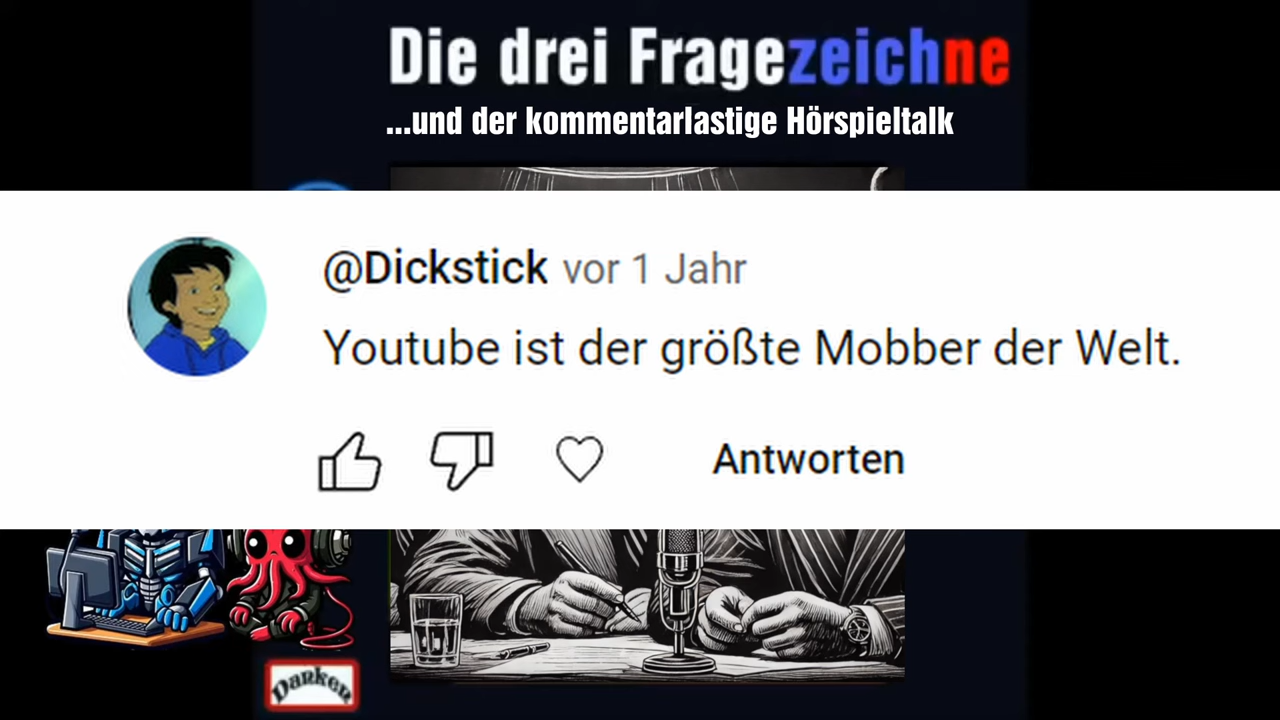 Die drei Fragezeichne
...und der kommentarlastige Hörspieltalk
@Dickstick vor 1 Jahr
Youtube ist der größte Mobber der Welt.
Antworten
Danken